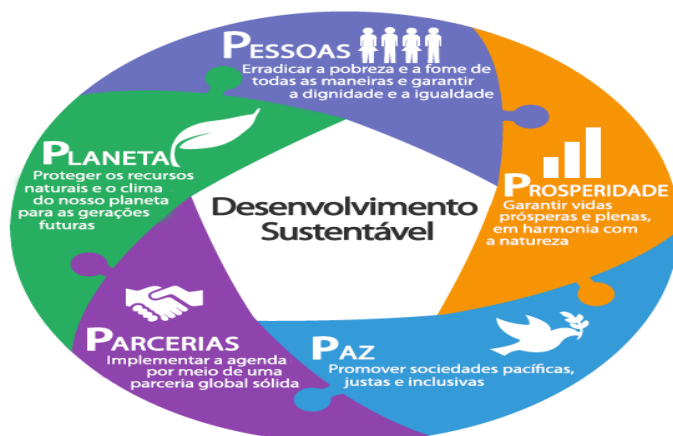 PESSOAS
Erradicar a pobreza e a fome de
todas as maneiras e garantir
a dignidade e a igualdade
PLANETA
Proteger os recursos
naturais e o clima
do nosso planeta
para as gerações
futuras
PROSPERIDADE
Garantir vidas
prósperas e plenas,
em harmonia com
a natureza
Desenvolvimento
Sustentável
PARCERIAS
Implementar a agenda
por meio de uma
parceria global sólida
PAZ
Promover sociedades pacíficas,
justas e inclusivas